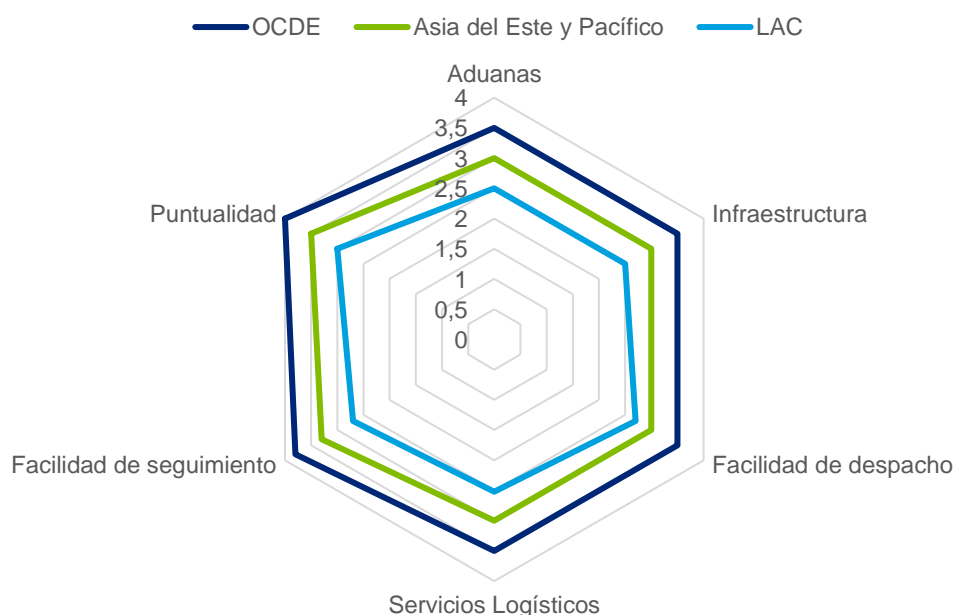 OCDE Asia del Este y Pacífico LAC
Aduanas
4
3,5
3
2,5
2
1,5
1
0,5
0
Puntualidad
Infraestructura
Facilidad de seguimiento
Facilidad de despacho
Servicios Logísticos